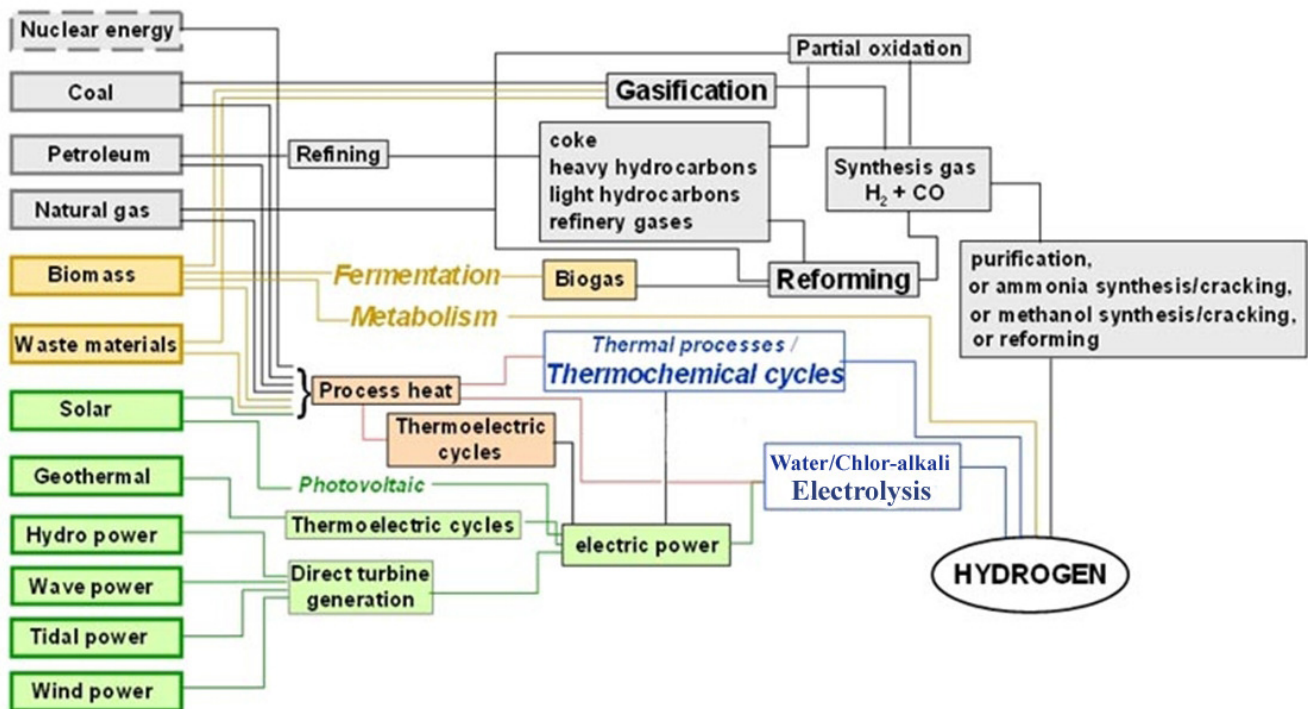 Nuclear energy
Coal
Petroleum
Natural gas
Biomass
Waste materials
Solar
Geothermal
Hydro power
Wave power
Tidal power
Wind power
Refining
Partial oxidation
Gasification
coke
heavy hydrocarbons
light hydrocarbons
refinery gases
Synthesis gas
H₂ + CO
Fermentation
Biogas
Reforming
Metabolism
purification,
or ammonia synthesis/cracking,
or methanol synthesis/cracking,
or reforming
Thermal processes /
Thermochemical cycles
Process heat
Thermoelectric
cycles
Photovoltaic
Thermoelectric cycles
Direct turbine
generation
electric power
Water/Chlor-alkali
Electrolysis
HYDROGEN